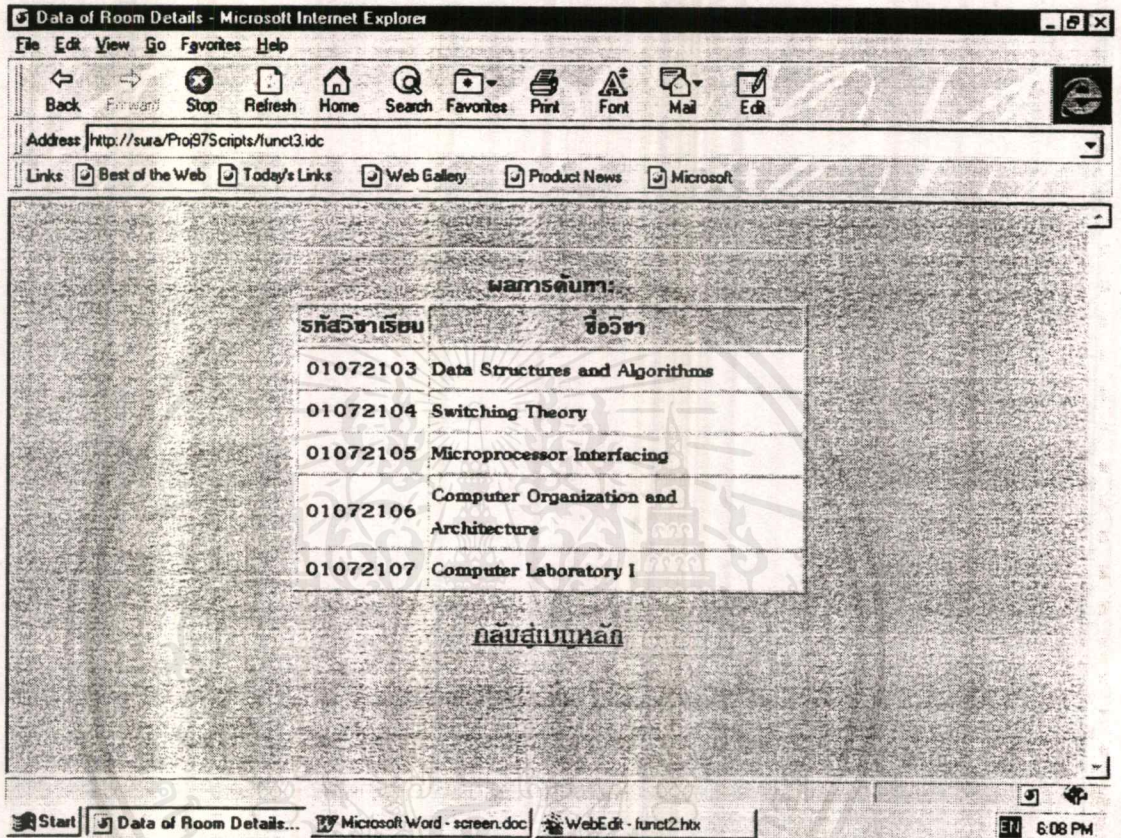 Data of Room Details - Microsoft Internet Explorer
File Edit View Go Favorites Help
Back Forward Stop Refresh Home Search Favorites Print Font Mail Edit
Address http://sura/Proj97Scripts/funct3.idc
Links Best of the Web Today's Links Web Gallery Product News Microsoft
ผลการค้นหา:
รหัสวิชาเรียน ชื่อวิชา
01072103 Data Structures and Algorithms
01072104 Switching Theory
01072105 Microprocessor Interfacing
01072106 Computer Organization and
Architecture
01072107 Computer Laboratory I
กลับสู่เมนูหลัก
Start Data of Room Details... Microsoft Word - screen.doc WebEdit - funct2.htx EN 6:08 PM